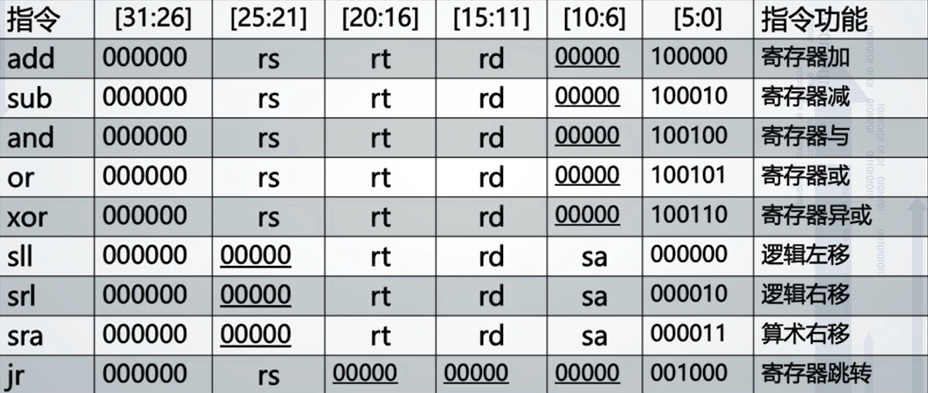 指令 [31:26] [25:21] [20:16] [15:11] [10:6] [5:0] 指令功能
add 000000 rs rt rd 00000 100000 寄存器加
sub 000000 rs rt rd 00000 100010 寄存器减
and 000000 rs rt rd 00000 100100 寄存器与
or 000000 rs rt rd 00000 100101 寄存器或
xor 000000 rs rt rd 00000 100110 寄存器异或
sll 000000 00000 rt rd sa 000000 逻辑左移
srl 000000 00000 rt rd sa 000010 逻辑右移
sra 000000 00000 rt rd sa 000011 算术右移
jr 000000 rs 00000 00000 00000 001000 寄存器跳转